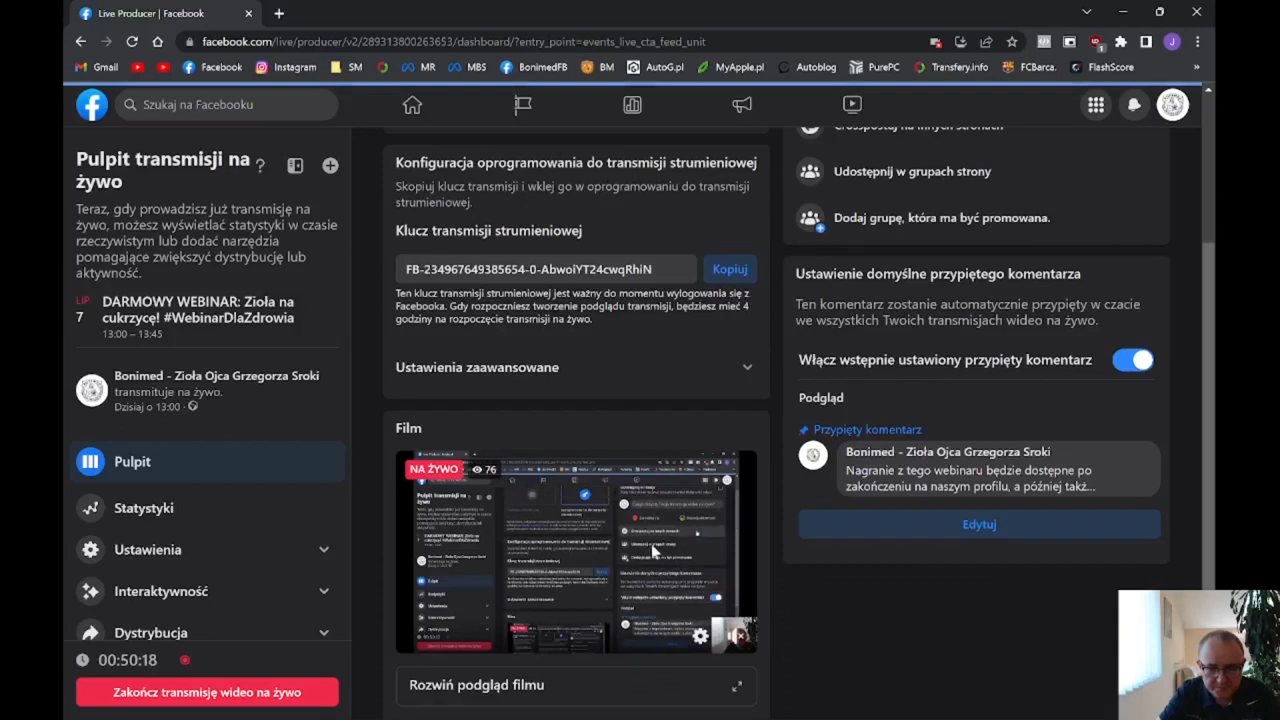 Live Producer | Facebook
facebook.com/live/producer/v2/289313800263653/dashboard/?entry_point=events_live_cta_feed_unit
Gmail
Facebook
Instagram
SM
MR
MBS
BonimedFB
BM
AutoG.pl
MyApple.pl
Autoblog
PurePC
Transfery.info
FCBarca.
FlashScore
»
Szukaj na Facebooku
Pulpit transmisji na
żywo
Teraz, gdy prowadzisz już transmisję na
żywo, możesz wyświetlać statystyki w czasie
rzeczywistym lub dodać narzędzia
pomagające zwiększyć dystrybucję lub
aktywność.
LIP
7
DARMOWY WEBINAR: Zioła na
cukrzycę! #WebinarDlaZdrowia
13:00 – 13:45
Bonimed - Zioła Ojca Grzegorza Sroki
transmituje na żywo.
Dzisiaj o 13:00 ·
Pulpit
Statystyki
Ustawienia
Interaktywność
Dystrybucja
00:50:18
Zakończ transmisję wideo na żywo
Konfiguracja oprogramowania do transmisji strumieniowej
Skopiuj klucz transmisji i wklej go w oprogramowaniu do transmisji
strumieniowej.
Klucz transmisji strumieniowej
FB-234967649385654-0-AbwoiYT24cwqRhiN
Kopiuj
Ten klucz transmisji strumieniowej jest ważny do momentu wylogowania się z
Facebooka. Gdy rozpoczniesz tworzenie podglądu transmisji, będziesz mieć 4
godziny na rozpoczęcie transmisji na żywo.
Ustawienia zaawansowane
Film
NA ŻYWO
76
Rozwiń podgląd filmu
Crosspostuj na innych stronach
Udostępnij w grupach strony
Dodaj grupę, która ma być promowana.
Ustawienie domyślne przypiętego komentarza
Ten komentarz zostanie automatycznie przypięty w czacie
we wszystkich Twoich transmisjach wideo na żywo.
Włącz wstępnie ustawiony przypięty komentarz
Podgląd
Przypięty komentarz
Bonimed - Zioła Ojca Grzegorza Sroki
Nagranie z tego webinaru będzie dostępne po
zakończeniu na naszym profilu, a później takż...
Edytuj